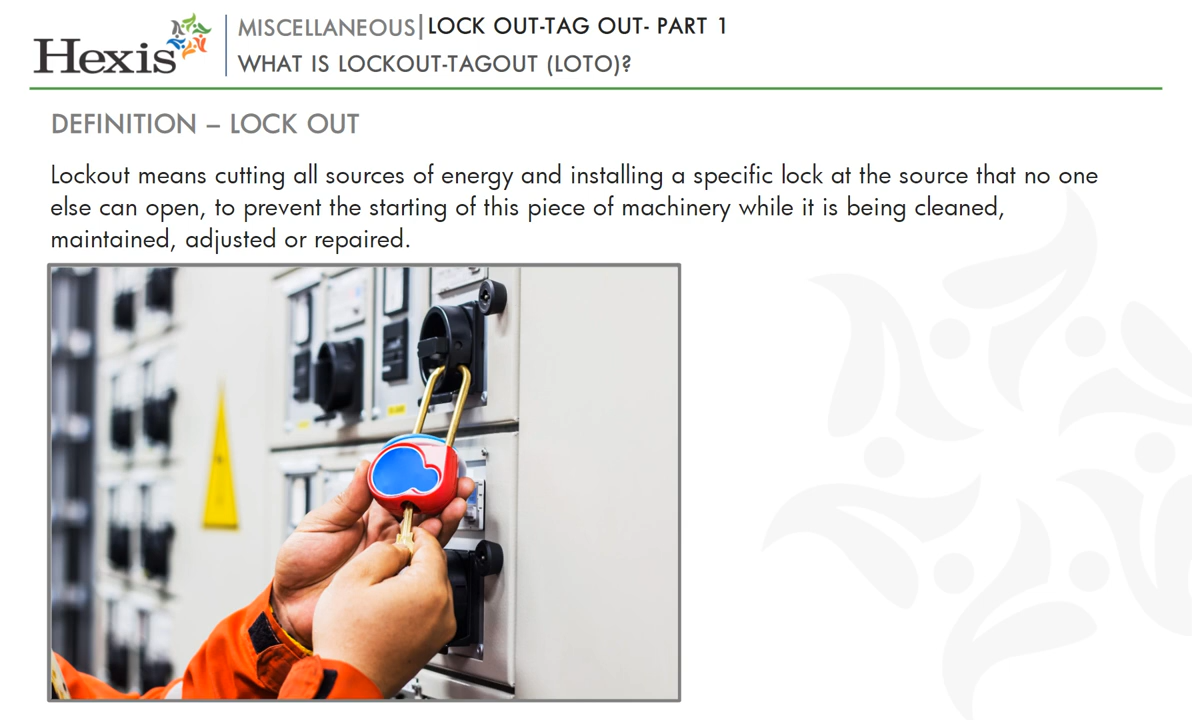 Hexis
MISCELLANEOUS| LOCK OUT-TAG OUT- PART 1
WHAT IS LOCKOUT-TAGOUT (LOTO)?
DEFINITION – LOCK OUT
Lockout means cutting all sources of energy and installing a specific lock at the source that no one
else can open, to prevent the starting of this piece of machinery while it is being cleaned,
maintained, adjusted or repaired.